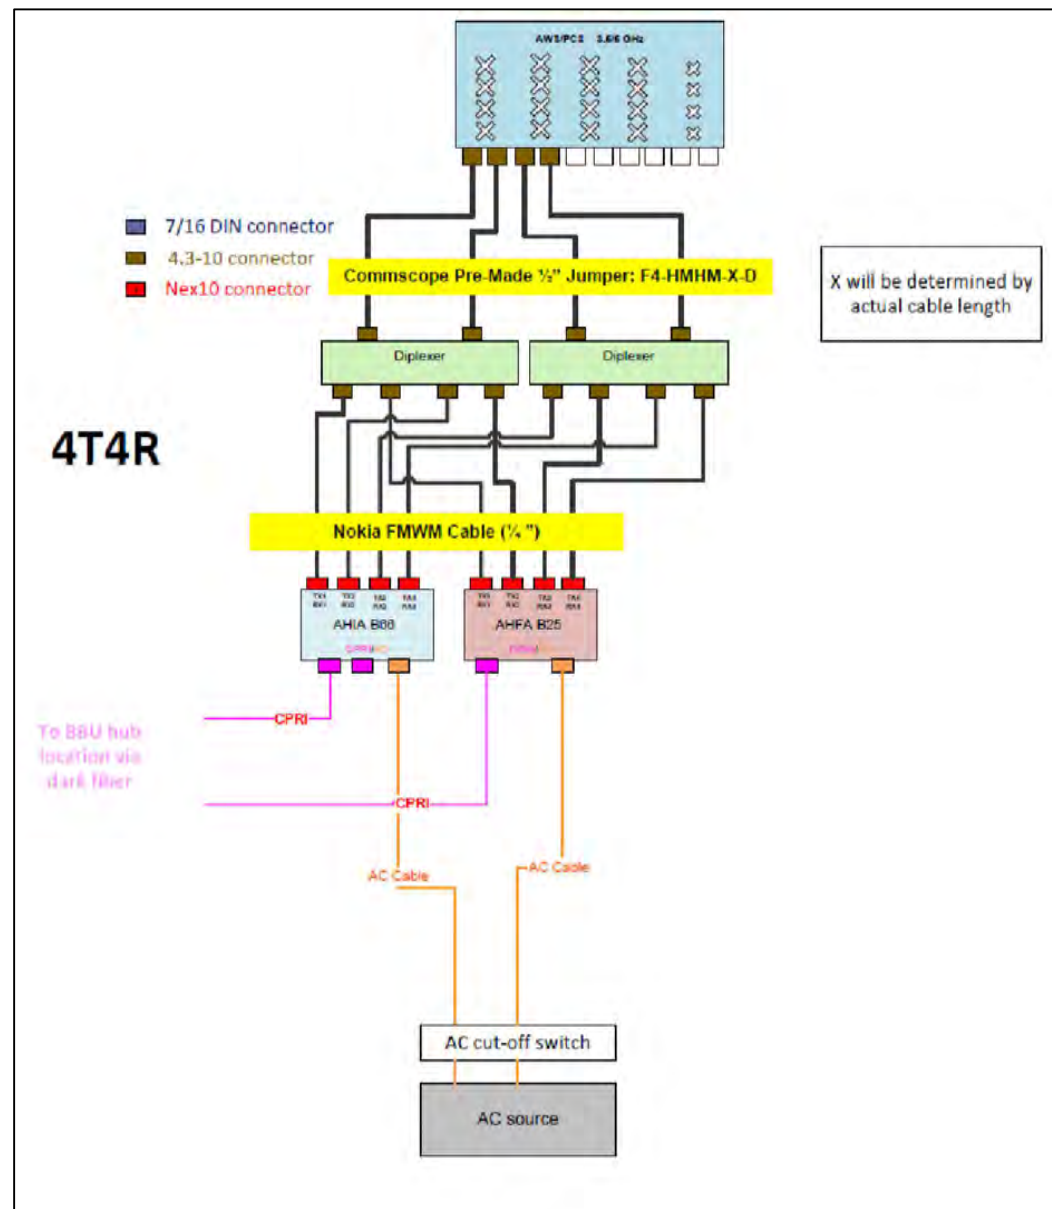 AWS/PCS 3.5/5 GHz
7/16 DIN connector
4.3-10 connector
Nex10 connector
Commscope Pre-Made ½" Jumper: F4-HMHM-X-D
X will be determined by
actual cable length
Diplexer
Diplexer
4T4R
Nokia FMWM Cable (¼ ")
TX1
RX1
AHIA B66
AHFA B25
CPRI
To BBU hub
location via
dark fiber
CPRI
AC Cable
AC Cable
AC cut-off switch
AC source